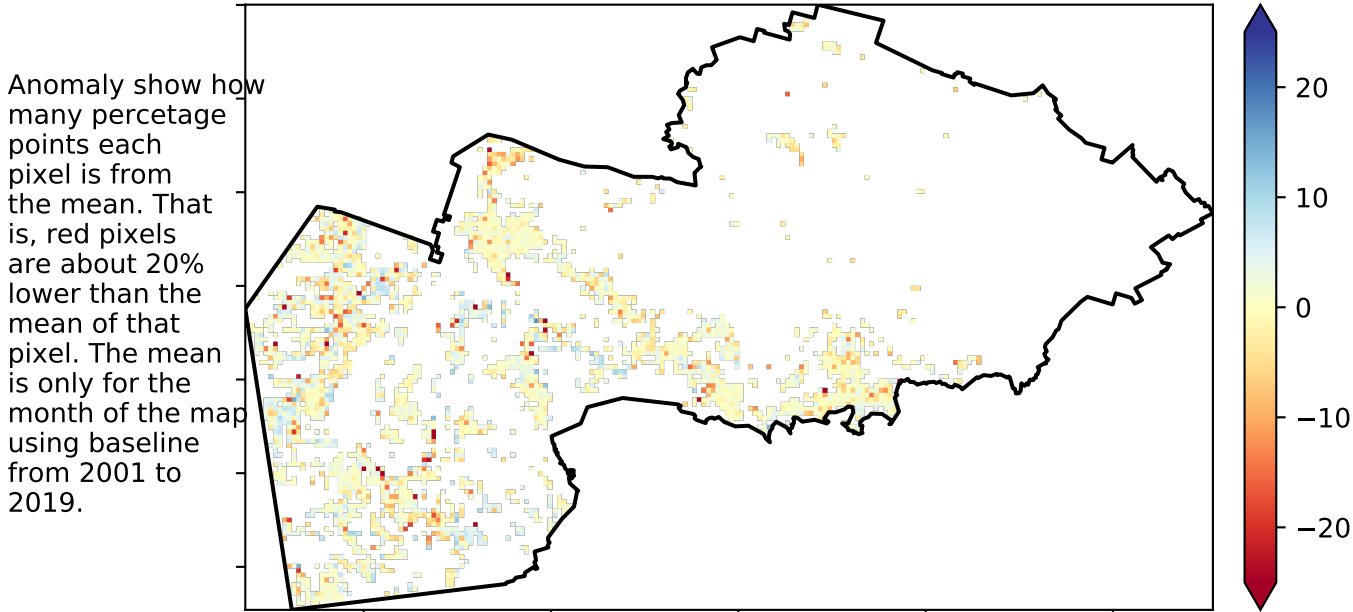 Anomaly show how
many percetage
points each
pixel is from
the mean. That
is, red pixels
are about 20%
lower than the
mean of that
pixel. The mean
is only for the
month of the map
using baseline
from 2001 to
2019.
20
10
0
−10
−20